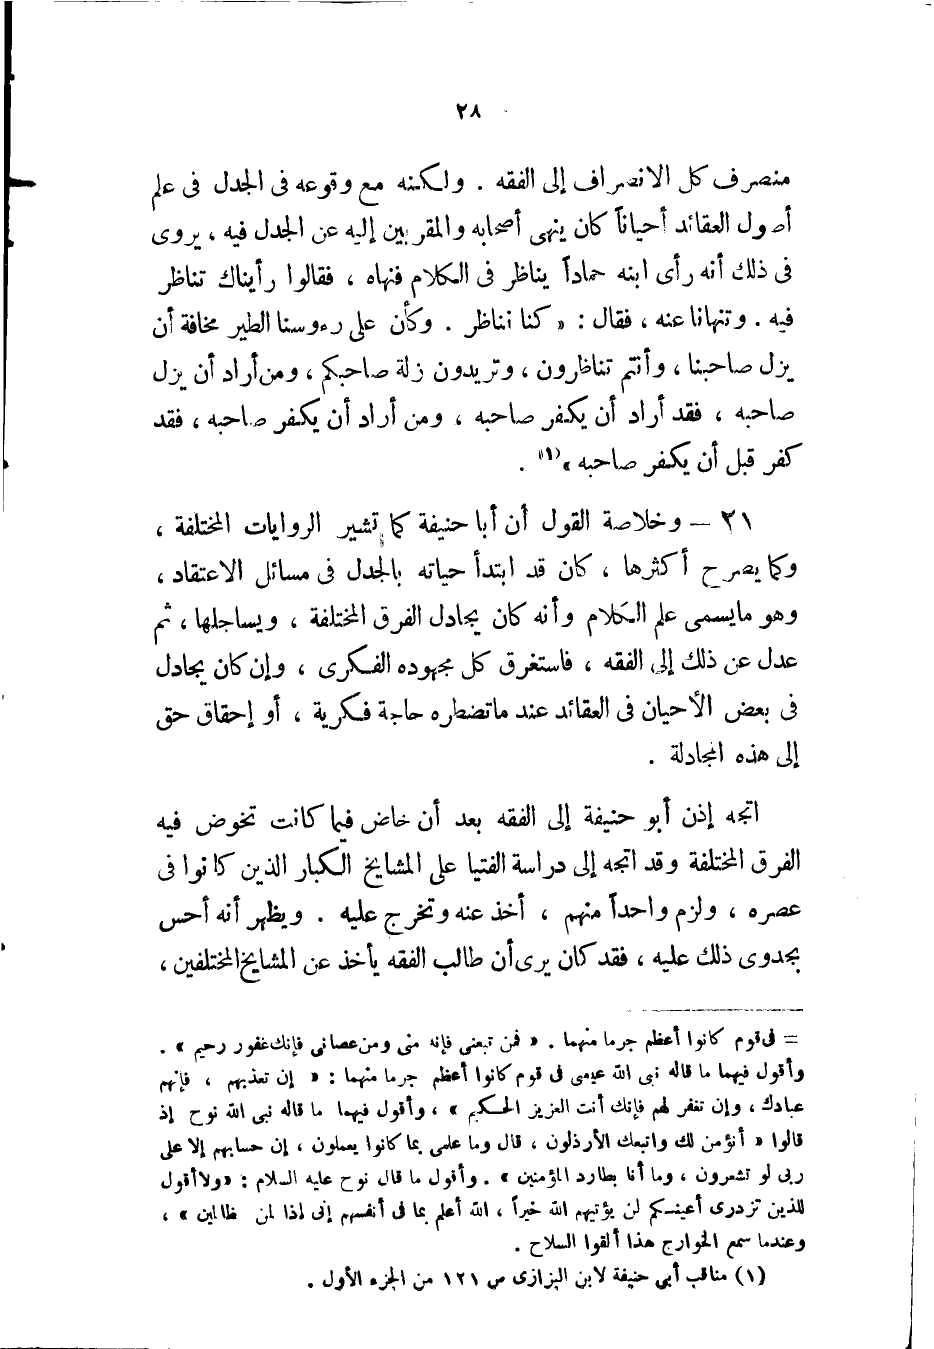 ٢٨
منصرف كل الانصراف إلى الفقه . ولكنه مع وقوعه فى الجدل فى علم
أصول العقائد أحياناً كان ينهى أصحابه والمقربين إليه عن الجدل فيه ، يروى
فى ذلك أنه رأى ابنه حماداً يناظر فى الكلام فنهاه ، فقالوا رأيناك تناظر
فيه . وتنهانا عنه ، فقال : « كنا نناظر . وكأن على رءوسنا الطير مخافة أن
يزل صاحبنا ، وأنتم تناظرون ، وتريدون زلة صاحبكم ، ومن أراد أن يزل
صاحبه ، فقد أراد أن يكفر صاحبه ، ومن أراد أن يكفر صاحبه ، فقد
كفر قبل أن يكفر صاحبه »(١) .
٢١ – وخلاصة القول أن أبا حنيفة كما تشير الروايات المختلفة ،
وكما يصرح أكثرها ، كان قد ابتدأ حياته بالجدل فى مسائل الاعتقاد ،
وهو مايسمى علم الكلام وأنه كان يجادل الفرق المختلفة ، ويساجلها ، ثم
عدل عن ذلك إلى الفقه ، فاستغرق كل مجهوده الفكرى ، وإن كان يجادل
فى بعض الأحيان فى العقائد عند ماتضطره حاجة فكرية ، أو إحقاق حق
إلى هذه المجادلة .
اتجه إذن أبو حنيفة إلى الفقه بعد أن خاض فيما كانت تخوض فيه
الفرق المختلفة وقد اتجه إلى دراسة الفتيا على المشايخ الكبار الذين كانوا فى
عصره ، ولزم واحداً منهم ، أخذ عنه وتخرج عليه . ويظهر أنه أحس
بجدوى ذلك عليه ، فقد كان يرى أن طالب الفقه يأخذ عن المشايخ المختلفين ،
= فى قوم كانوا أعظم جرما منهما . « فمن تبعنى فإنه منى ومن عصانى فإنك غفور رحيم » .
وأقول فيهما ما قاله نبى الله عيسى فى قوم كانوا أعظم جرما منهما : « إن تعذبهم ، فإنهم
عبادك ، وإن تغفر لهم فإنك أنت العزيز الحكيم » ، وأقول فيهما ما قاله نبى الله نوح إذ
قالوا « أنؤمن لك واتبعك الأرذلون ، قال وما علمى بما كانوا يعملون ، إن حسابهم إلا على
ربى لو تشعرون ، وما أنا بطارد المؤمنين » . وأقول ما قال نوح عليه السلام : « ولا أقول
للذين تزدرى أعينكم لن يؤتيهم الله خيراً ، الله أعلم بما فى أنفسهم إنى إذا لمن الظالمين » ،
وعندما سمع الخوارج هذا ألقوا السلاح .
(١) مناقب أبي حنيفة لابن البزازى ص ١٢١ من الجزء الأول .